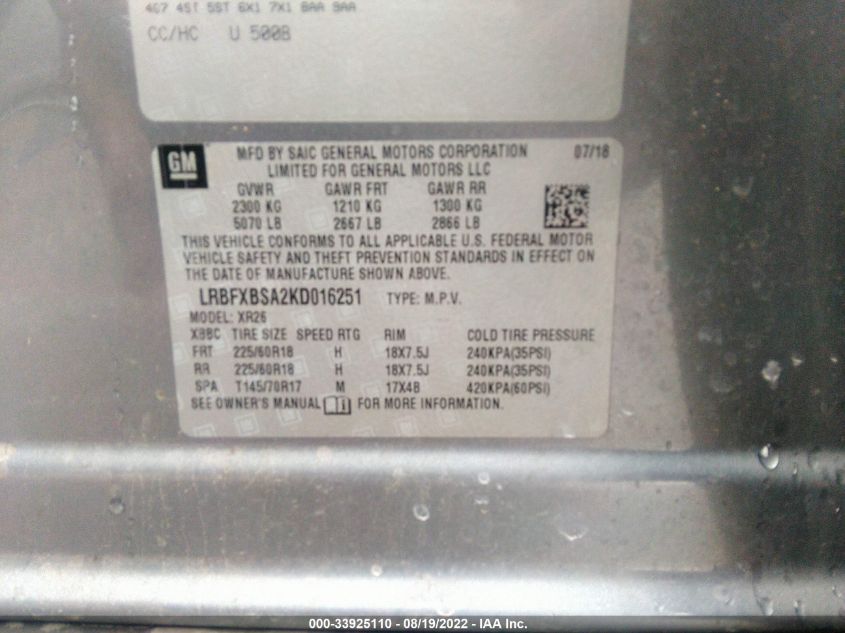 4G7 4ST 5ST 6X1 7X1 8AA 9AA
CC/HC U 5008
GM
MFD BY SAIC GENERAL MOTORS CORPORATION 07/18
LIMITED FOR GENERAL MOTORS LLC
GVWR GAWR FRT GAWR RR
2300 KG 1210 KG 1300 KG
5070 LB 2667 LB 2866 LB
THIS VEHICLE CONFORMS TO ALL APPLICABLE U.S. FEDERAL MOTOR
VEHICLE SAFETY AND THEFT PREVENTION STANDARDS IN EFFECT ON
THE DATE OF MANUFACTURE SHOWN ABOVE.
LRBFXBSA2KD016251 TYPE: M.P.V.
MODEL: XR26
XBBC TIRE SIZE SPEED RTG RIM COLD TIRE PRESSURE
FRT 225/60R18 H 18X7.5J 240KPA(35PSI)
RR 225/60R18 H 18X7.5J 240KPA(35PSI)
SPA T145/70R17 M 17X4B 420KPA(60PSI)
SEE OWNER'S MANUAL FOR MORE INFORMATION.
000-33925110 - 08/19/2022 - IAA Inc.